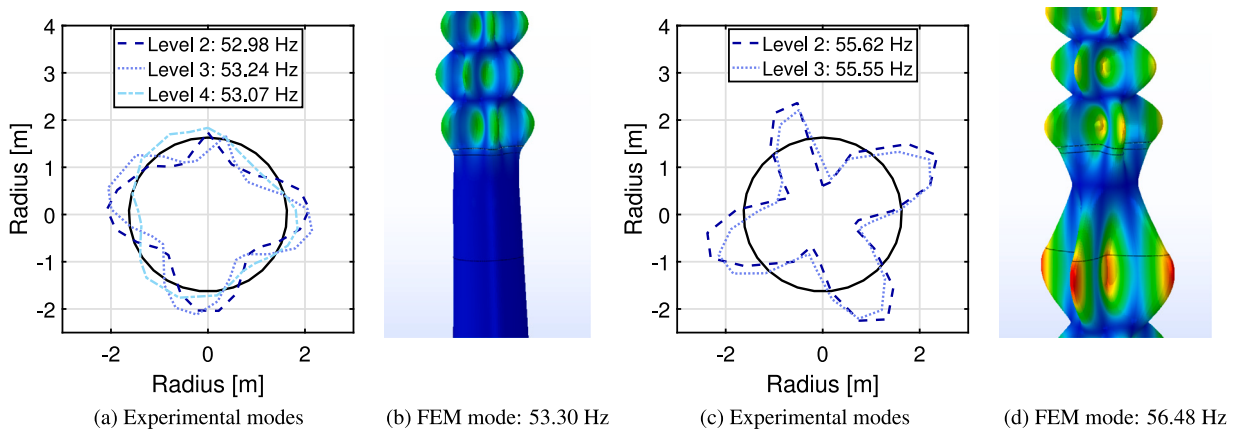 Radius [m]
4
3
2
1
0
-1
-2
Level 2: 52.98 Hz
Level 3: 53.24 Hz
Level 4: 53.07 Hz
-2 0 2
Radius [m]
(a) Experimental modes
(b) FEM mode: 53.30 Hz
Radius [m]
4
3
2
1
0
-1
-2
Level 2: 55.62 Hz
Level 3: 55.55 Hz
-2 0 2
Radius [m]
(c) Experimental modes
(d) FEM mode: 56.48 Hz